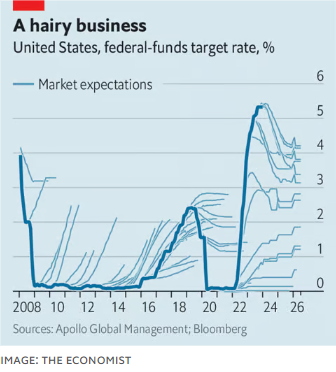 A hairy business
United States, federal-funds target rate, %
Market expectations
6
5
4
3
2
1
0
2008 10 12 14 16 18 20 22 24 26
Sources: Apollo Global Management; Bloomberg
IMAGE: THE ECONOMIST